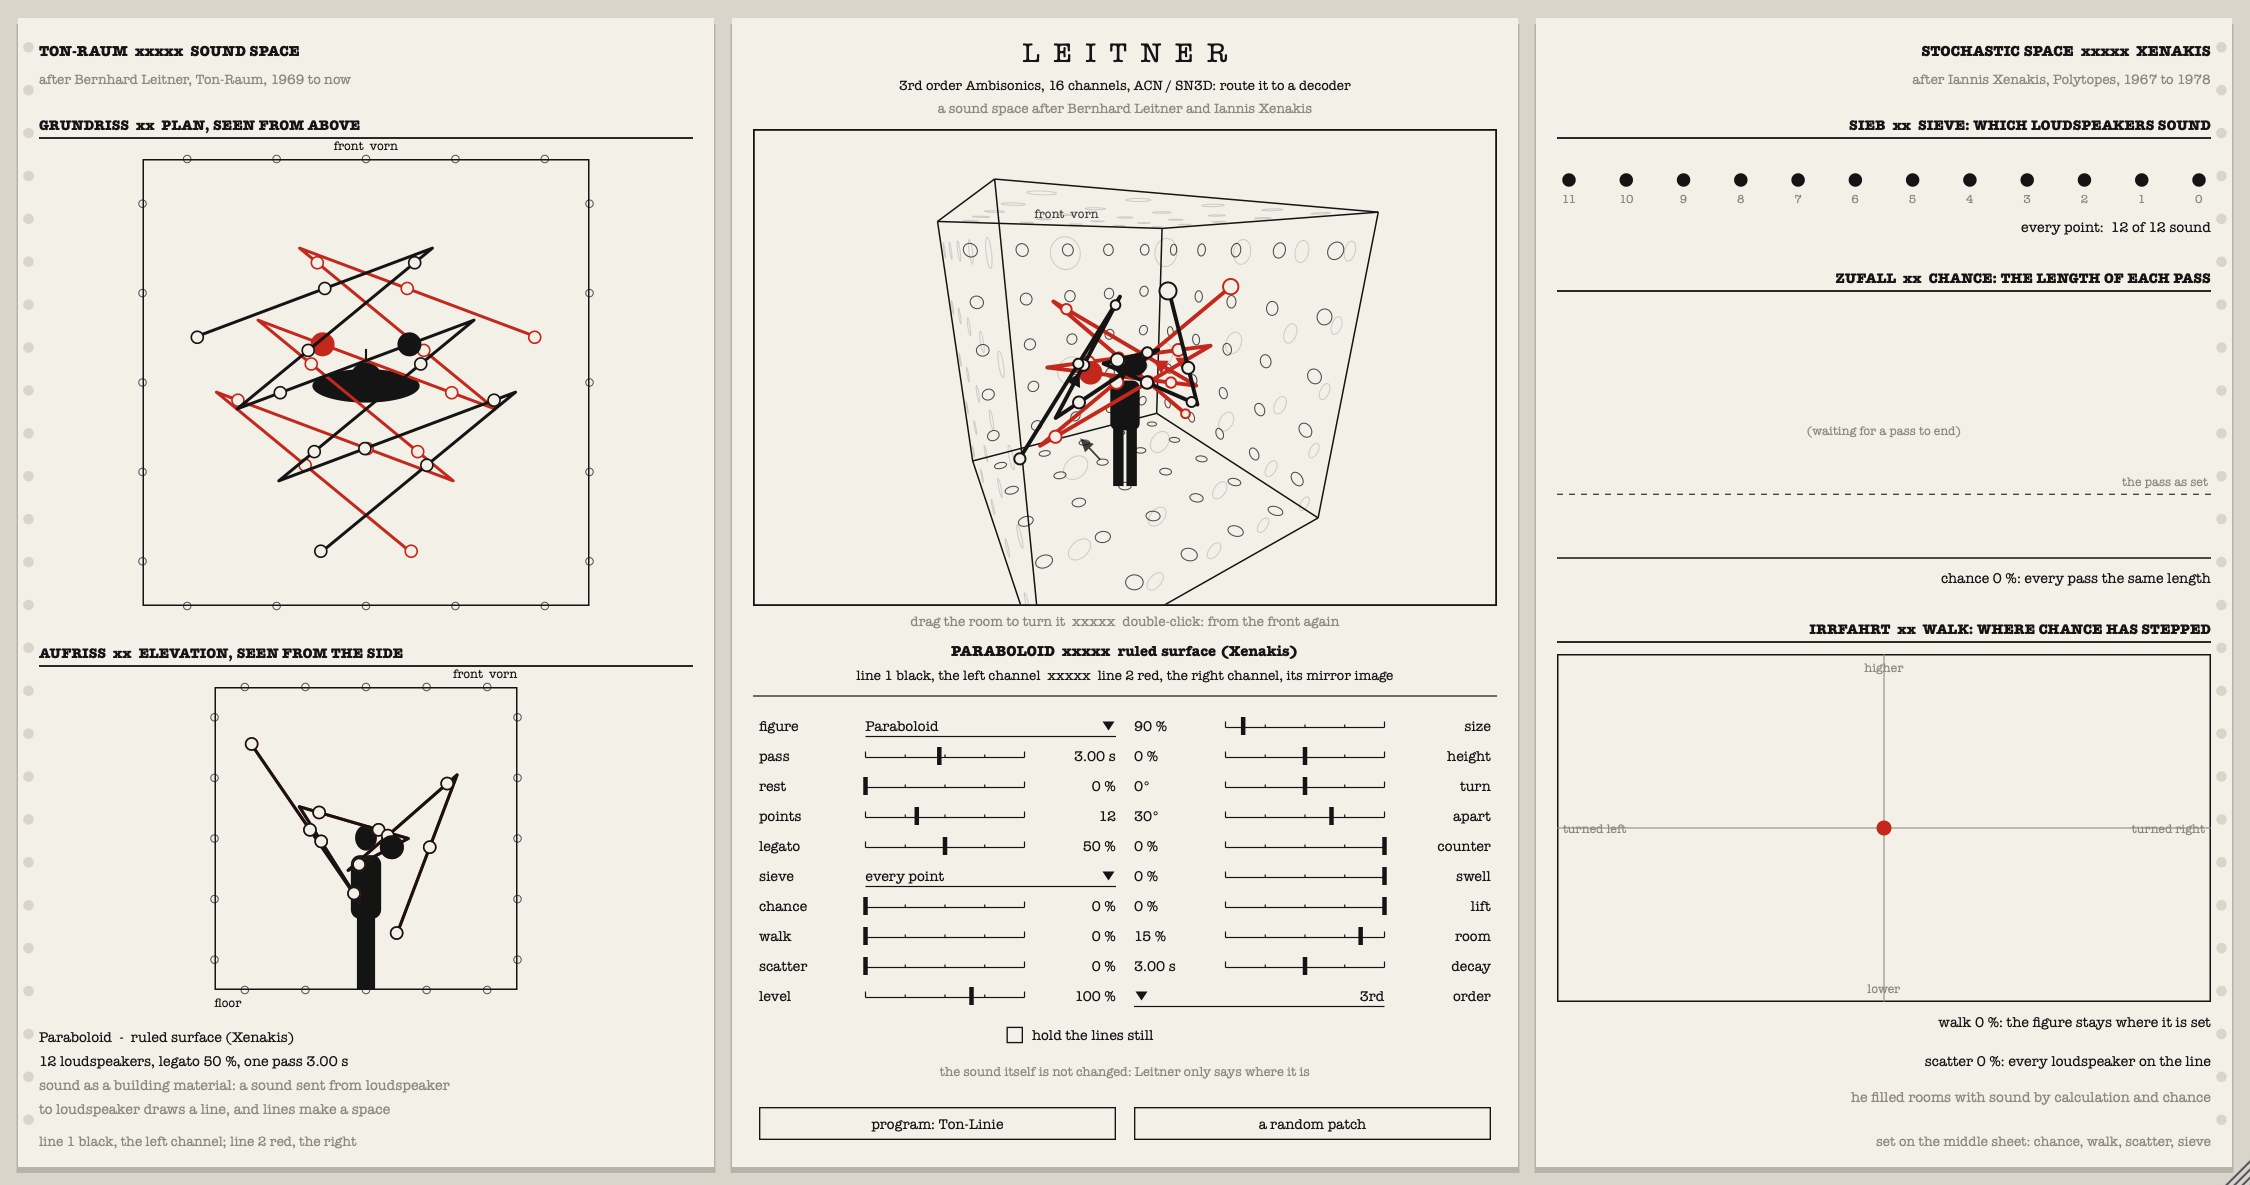 TON-RAUM xxxxx SOUND SPACE
after Bernhard Leitner, Ton-Raum, 1969 to now
GRUNDRISS xx PLAN, SEEN FROM ABOVE
front vorn
AUFRISS xx ELEVATION, SEEN FROM THE SIDE
front vorn
floor
Paraboloid - ruled surface (Xenakis)
12 loudspeakers, legato 50 %, one pass 3.00 s
sound as a building material: a sound sent from loudspeaker
to loudspeaker draws a line, and lines make a space
line 1 black, the left channel; line 2 red, the right
LEITNER
3rd order Ambisonics, 16 channels, ACN / SN3D: route it to a decoder
a sound space after Bernhard Leitner and Iannis Xenakis
front vorn
drag the room to turn it xxxxx double-click: from the front again
PARABOLOID xxxxx ruled surface (Xenakis)
line 1 black, the left channel xxxxx line 2 red, the right channel, its mirror image
figure Paraboloid 90 % size
pass 3.00 s 0 % height
rest 0 % 0° turn
points 12 30° apart
legato 50 % 0 % counter
sieve every point 0 % swell
chance 0 % 0 % lift
walk 0 % 15 % room
scatter 0 % 3.00 s decay
level 100 % 3rd order
hold the lines still
the sound itself is not changed: Leitner only says where it is
program: Ton-Linie a random patch
STOCHASTIC SPACE xxxxx XENAKIS
after Iannis Xenakis, Polytopes, 1967 to 1978
SIEB xx SIEVE: WHICH LOUDSPEAKERS SOUND
11 10 9 8 7 6 5 4 3 2 1 0
every point: 12 of 12 sound
ZUFALL xx CHANCE: THE LENGTH OF EACH PASS
(waiting for a pass to end)
the pass as set
chance 0 %: every pass the same length
IRRFAHRT xx WALK: WHERE CHANCE HAS STEPPED
higher
turned left turned right
lower
walk 0 %: the figure stays where it is set
scatter 0 %: every loudspeaker on the line
he filled rooms with sound by calculation and chance
set on the middle sheet: chance, walk, scatter, sieve